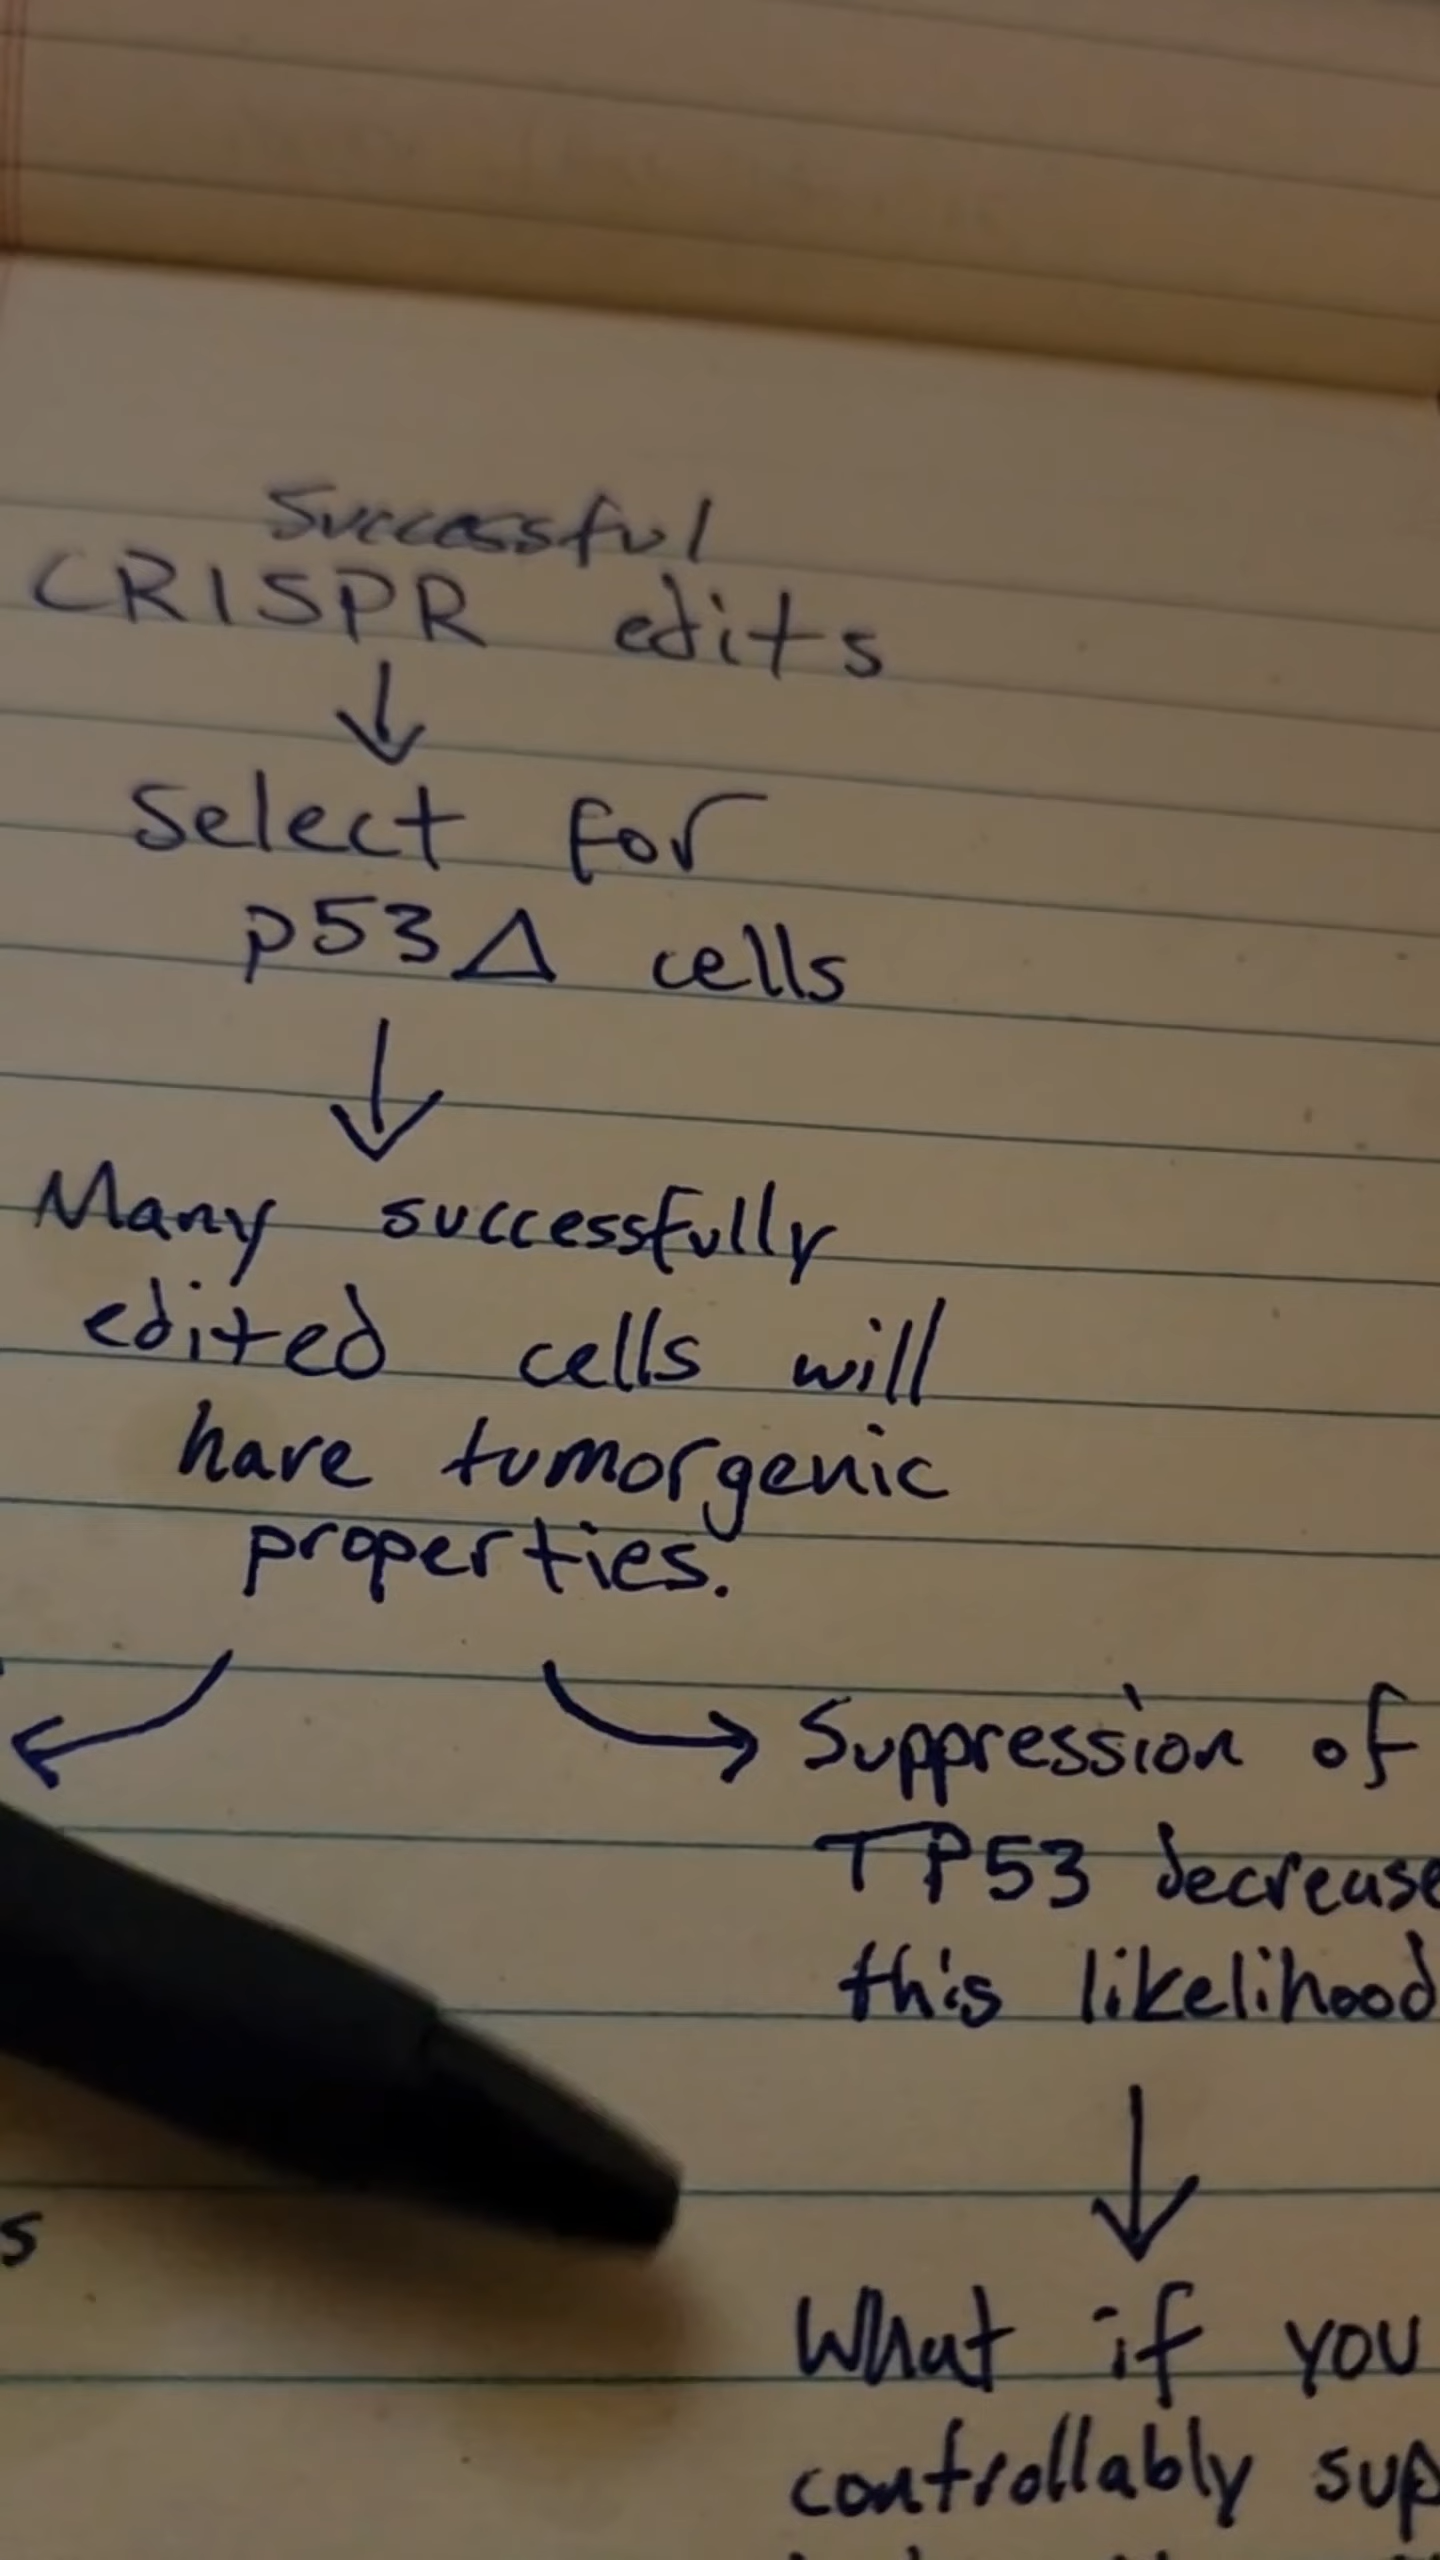 Successful
CRISPR edits
↓
Select for
p53Δ cells
↓
Many successfully
edited cells will
have tumorgenic
properties.
Suppression of
TP53 decrease
this likelihood
↓
s
What if you
controllably sup